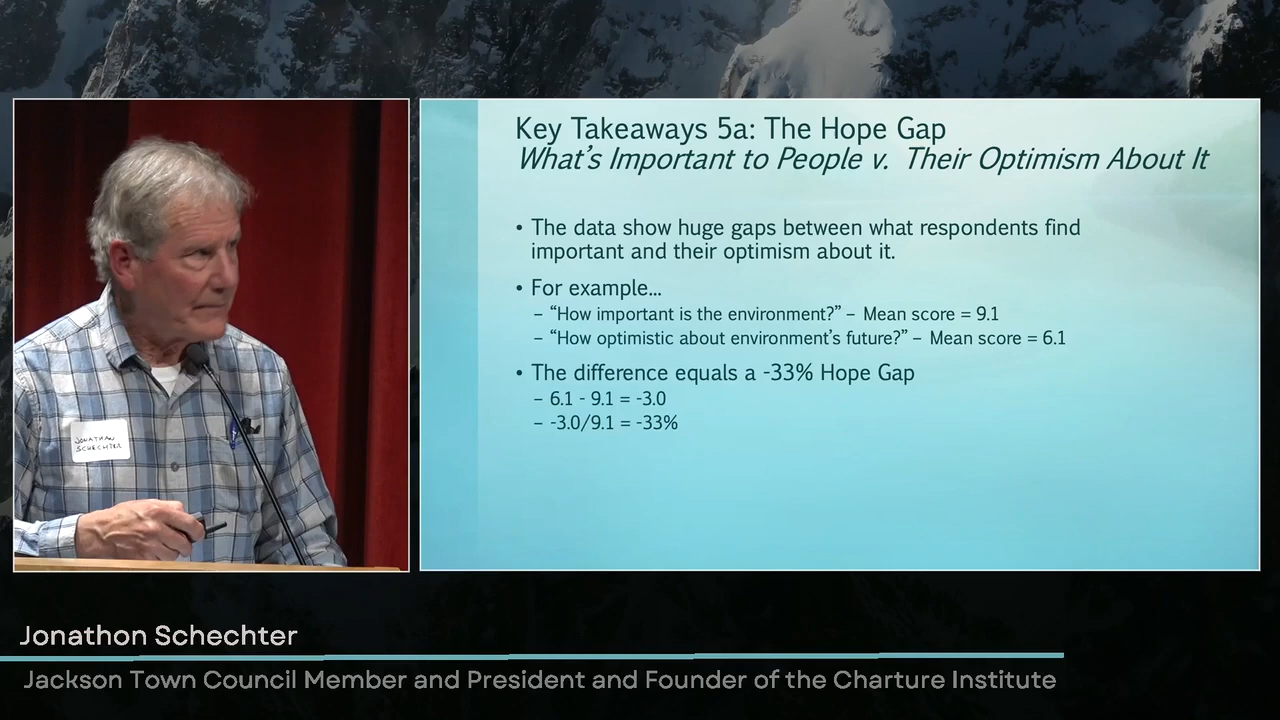 Key Takeaways 5a: The Hope Gap
What's Important to People v. Their Optimism About It
• The data show huge gaps between what respondents find
important and their optimism about it.
• For example...
– “How important is the environment?” – Mean score = 9.1
– “How optimistic about environment's future?” – Mean score = 6.1
• The difference equals a -33% Hope Gap
– 6.1 - 9.1 = -3.0
– -3.0/9.1 = -33%
JONATHAN
SCHECHTER
Jonathon Schechter
Jackson Town Council Member and President and Founder of the Charture Institute